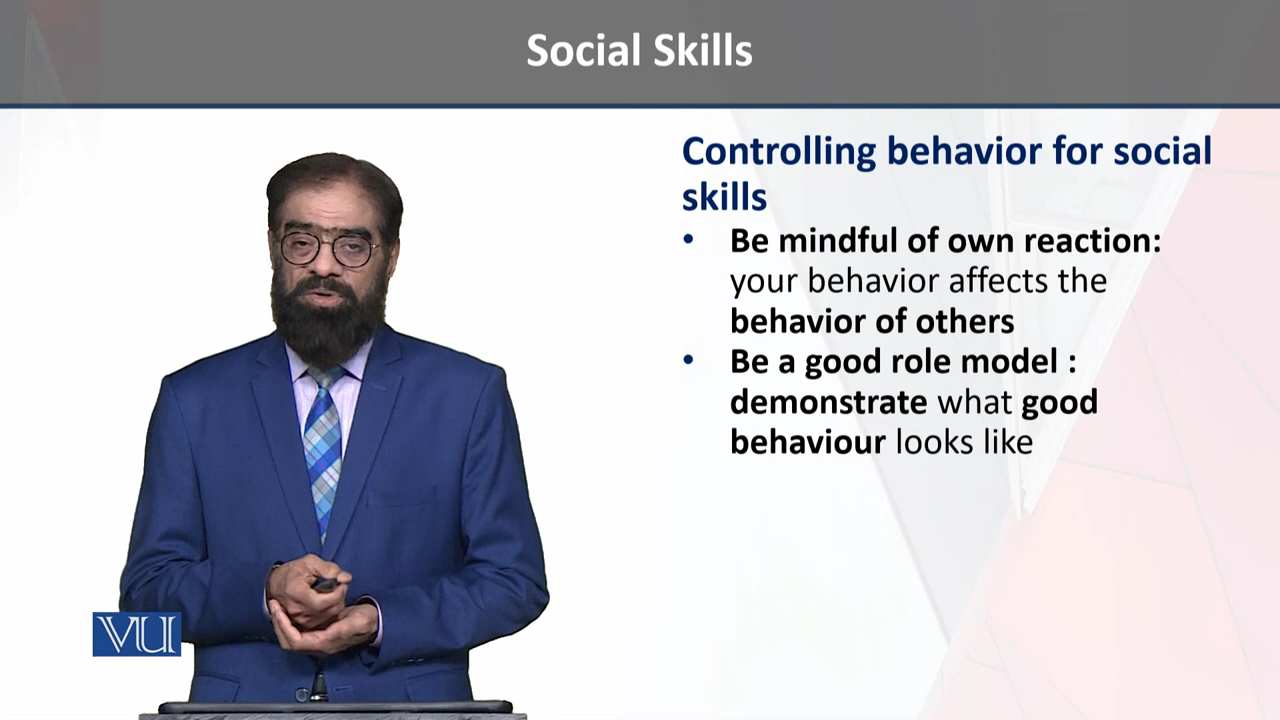 Social Skills
Controlling behavior for social
skills
• Be mindful of own reaction:
your behavior affects the
behavior of others
• Be a good role model :
demonstrate what good
behaviour looks like
VU